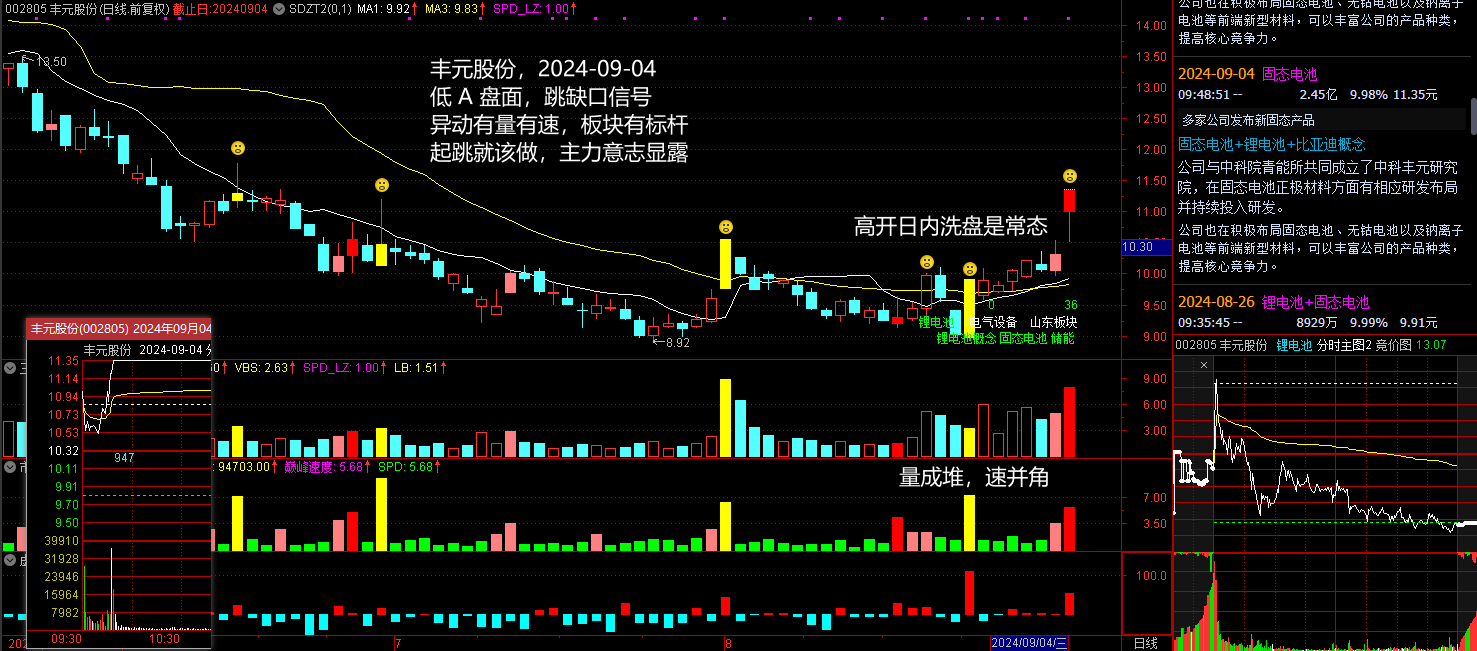 002805 丰元股份(日线.前复权) 截止日:20240904 SDZT2(0,1) MA1: 9.92↑ MA3: 9.83↑ SPD_LZ: 1.00↑
13.50
丰元股份，2024-09-04
低 A 盘面，跳缺口信号
异动有量有速，板块有标杆
起跳就该做，主力意志显露
高开日内洗盘是常态
14.00
13.50
13.00
12.50
12.00
11.50
11.00
10.30
10.00
9.50
9.00
8.92
0
36
锂电池
电气设备 山东板块
锂电池概念 固态电池 储能
VBS: 2.63↑ SPD_LZ: 1.00↑ LB: 1.51↑
9.00
6.00
3.00
94703.00↑ 巅峰速度: 5.68↑ SPD: 5.68↑
量成堆，速并角
7.00
3.50
100.0
7
8
2024/09/04/三
日线
丰元股份(002805) 2024年09月04
丰元股份 2024-09-04 分
11.35
11.14
10.94
10.73
10.53
10.32
10.11
9.91
9.70
9.50
39910
31928
23946
15964
7982
947
09:30
10:30
公司也在积极布局固态电池、无钴电池以及钠离子
电池等前端新型材料，可以丰富公司的产品种类，
提高核心竞争力。
2024-09-04 固态电池
09:48:51 -- 2.45亿 9.98% 11.35元
多家公司发布新固态产品
固态电池+锂电池+比亚迪概念
公司与中科院青能所共同成立了中科丰元研究
院，在固态电池正极材料方面有相应研发布局
并持续投入研发。
公司也在积极布局固态电池、无钴电池以及钠离子
电池等前端新型材料，可以丰富公司的产品种类，
提高核心竞争力。
2024-08-26 锂电池+固态电池
09:35:45 -- 8929万 9.99% 9.91元
002805 丰元股份 锂电池 分时主图2 竞价图 13.07